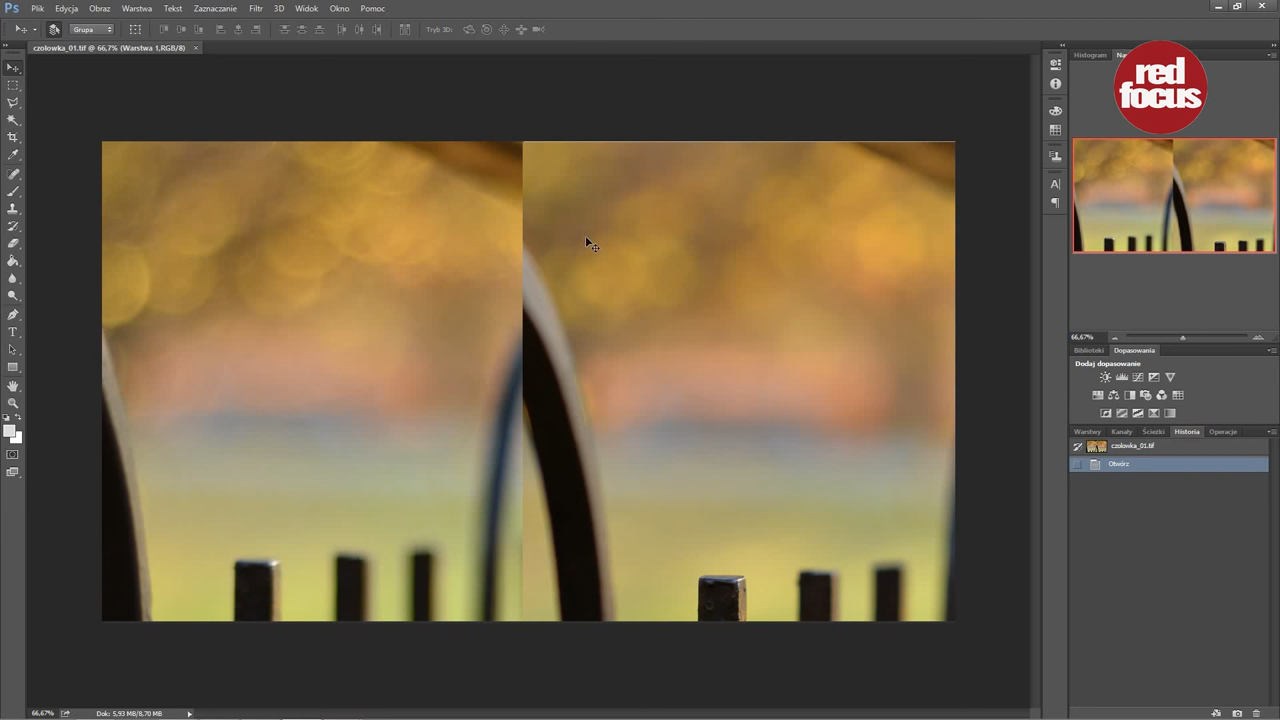 Ps Plik Edycja Obraz Warstwa Tekst Zaznaczanie Filtr 3D Widok Okno Pomoc
Grupa Tryb 3D:
czolowka_01.tif @ 66,7% (Warstwa 1,RGB/8) ×
Histogram
red
focus
66,67%
Biblioteki Dopasowania
Dodaj dopasowanie
Warstwy Kanały Ścieżki Historia Operacje
czolowka_01.tif
Otwórz
66,67% Dok: 5,93 MB/8,70 MB